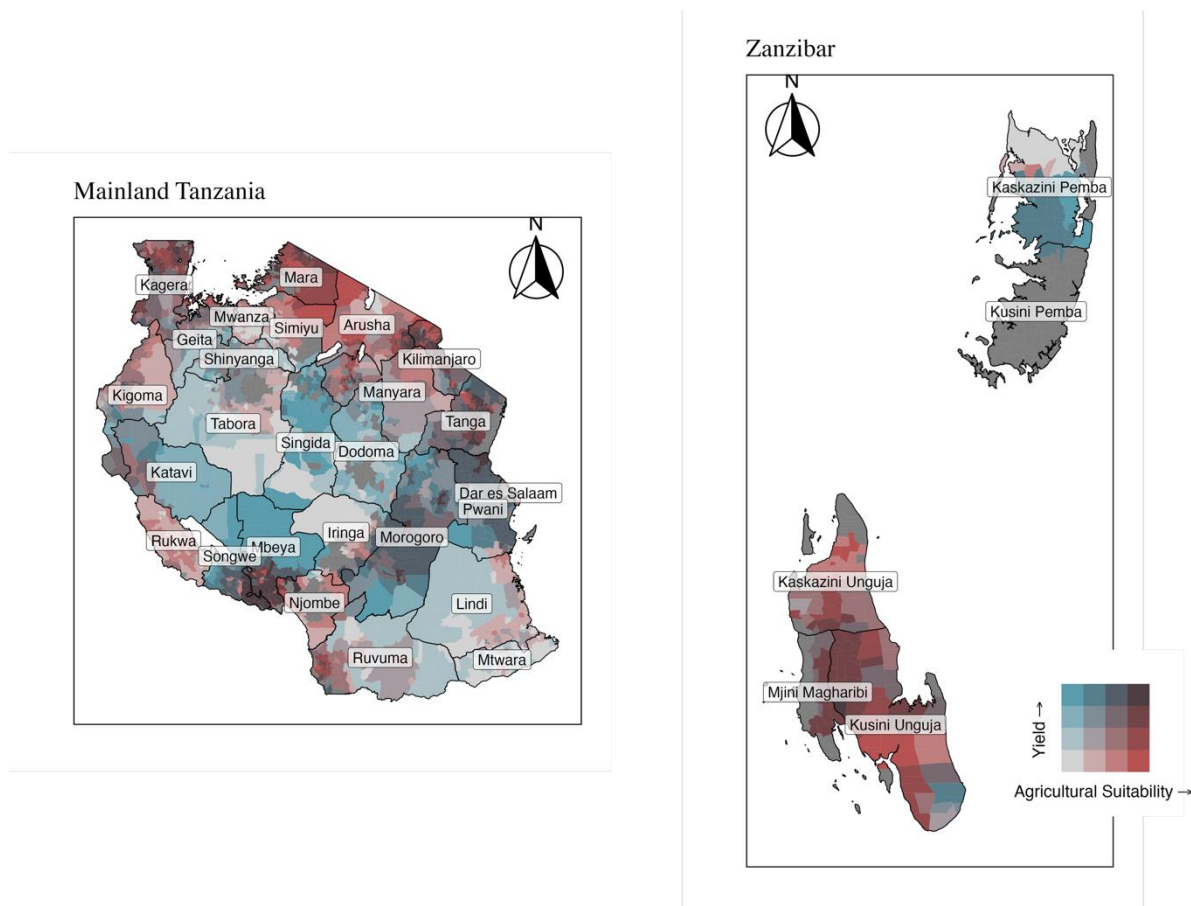 Zanzibar
N
Kaskazini Pemba
Kusini Pemba
Mainland Tanzania
N
Mara
Kagera
Mwanza
Simiyu
Arusha
Geita
Shinyanga
Kilimanjaro
Kigoma
Manyara
Tabora
Tanga
Singida
Dodoma
Katavi
Dar es Salaam
Pwani
Rukwa
Iringa
Morogoro
Songwe
Mbeya
Njombe
Lindi
Ruvuma
Mtwara
Kaskazini Unguja
Mjini Magharibi
Kusini Unguja
Yield →
Agricultural Suitability →